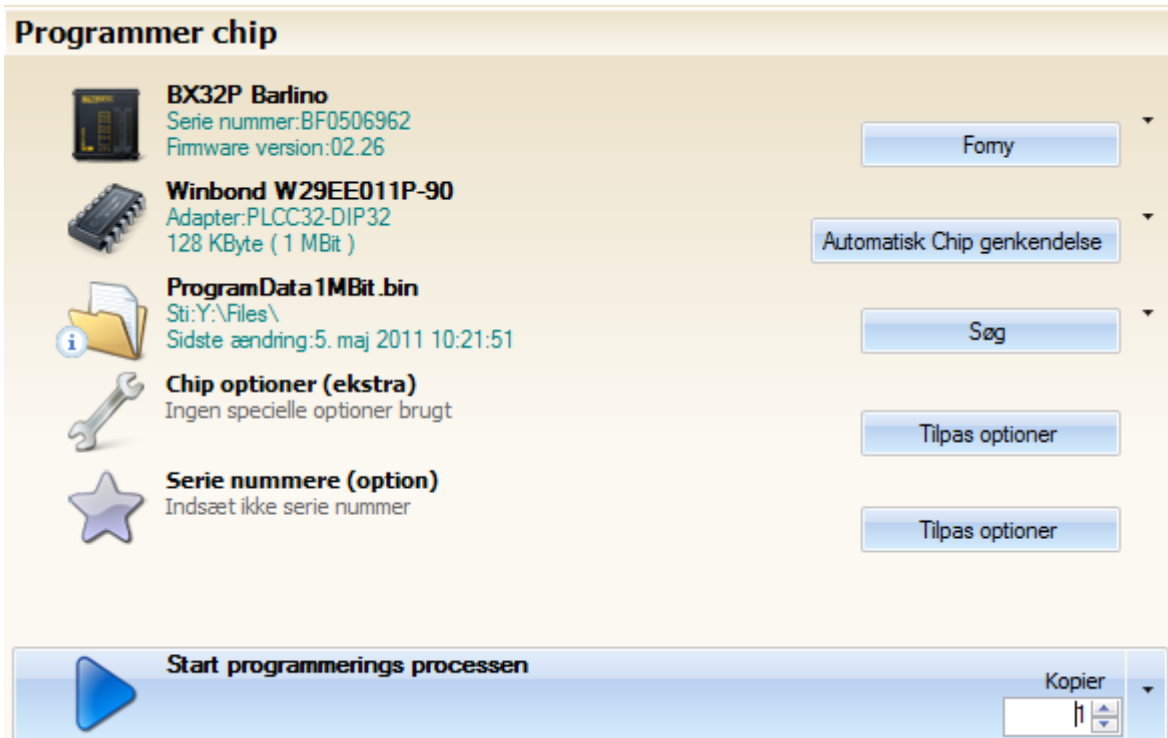 Programmer chip
BX32P Barlino
Serie nummer:BF0506962
Firmware version:02.26
Forny
Winbond W29EE011P-90
Adapter:PLCC32-DIP32
128 KByte ( 1 MBit )
Automatisk Chip genkendelse
ProgramData1MBit.bin
Sti:Y:\Files\
Sidste ændring:5. maj 2011 10:21:51
Søg
Chip optioner (ekstra)
Ingen specielle optioner brugt
Tilpas optioner
Serie nummere (option)
Indsæt ikke serie nummer
Tilpas optioner
Start programmerings processen
Kopier
1